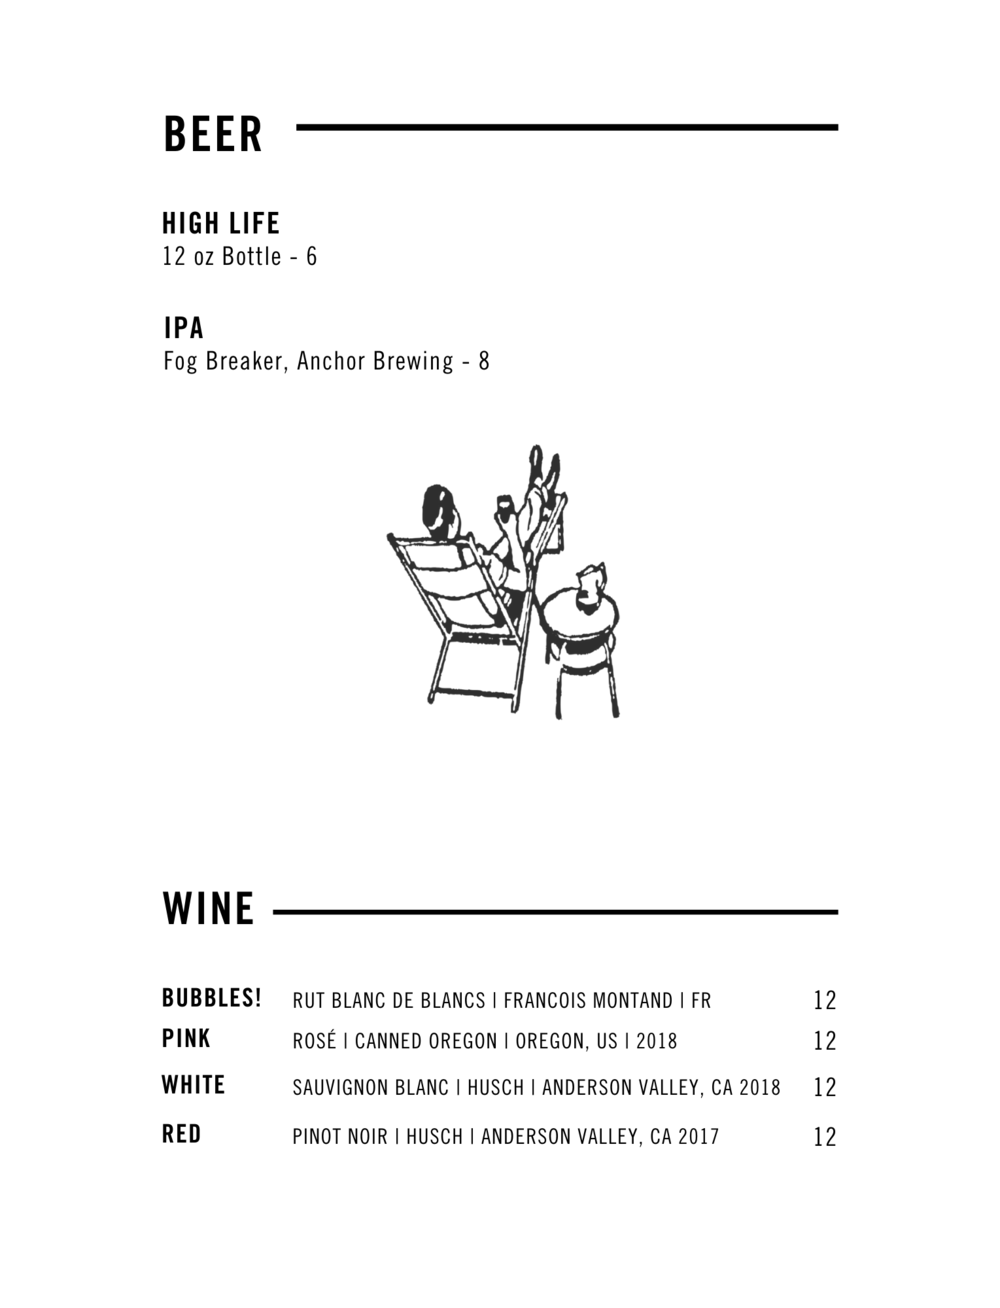 BEER
HIGH LIFE
12 oz Bottle - 6
IPA
Fog Breaker, Anchor Brewing - 8
WINE
BUBBLES! RUT BLANC DE BLANCS | FRANCOIS MONTAND | FR 12
PINK ROSÉ | CANNED OREGON | OREGON, US | 2018 12
WHITE SAUVIGNON BLANC | HUSCH | ANDERSON VALLEY, CA 2018 12
RED PINOT NOIR | HUSCH | ANDERSON VALLEY, CA 2017 12